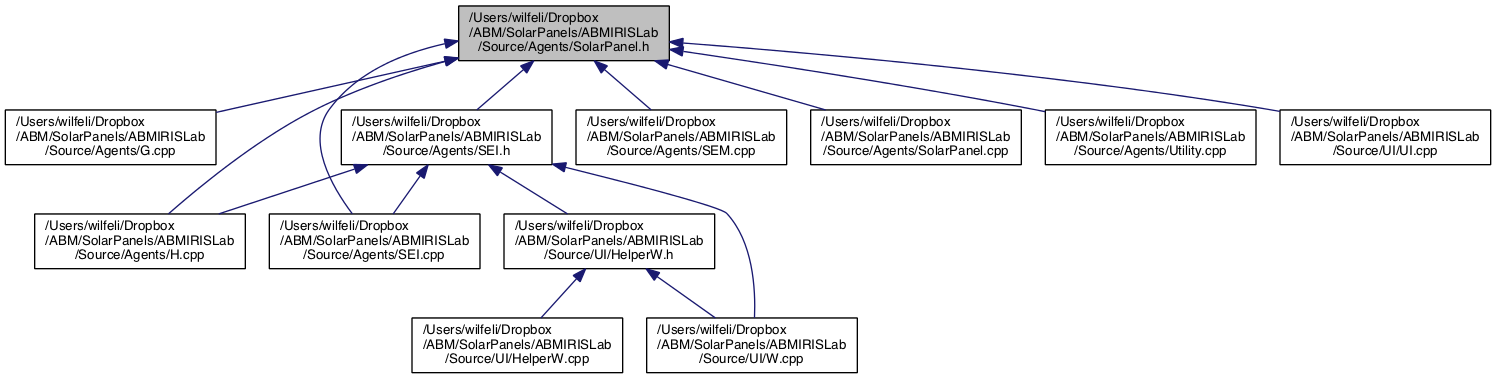 /Users/wilfeli/Dropbox
/ABM/SolarPanels/ABMIRISLab
/Source/Agents/SolarPanel.h
/Users/wilfeli/Dropbox
/ABM/SolarPanels/ABMIRISLab
/Source/Agents/G.cpp
/Users/wilfeli/Dropbox
/ABM/SolarPanels/ABMIRISLab
/Source/Agents/SEI.h
/Users/wilfeli/Dropbox
/ABM/SolarPanels/ABMIRISLab
/Source/Agents/SEM.cpp
/Users/wilfeli/Dropbox
/ABM/SolarPanels/ABMIRISLab
/Source/Agents/SolarPanel.cpp
/Users/wilfeli/Dropbox
/ABM/SolarPanels/ABMIRISLab
/Source/Agents/Utility.cpp
/Users/wilfeli/Dropbox
/ABM/SolarPanels/ABMIRISLab
/Source/UI/UI.cpp
/Users/wilfeli/Dropbox
/ABM/SolarPanels/ABMIRISLab
/Source/Agents/H.cpp
/Users/wilfeli/Dropbox
/ABM/SolarPanels/ABMIRISLab
/Source/Agents/SEI.cpp
/Users/wilfeli/Dropbox
/ABM/SolarPanels/ABMIRISLab
/Source/UI/HelperW.h
/Users/wilfeli/Dropbox
/ABM/SolarPanels/ABMIRISLab
/Source/UI/HelperW.cpp
/Users/wilfeli/Dropbox
/ABM/SolarPanels/ABMIRISLab
/Source/UI/W.cpp